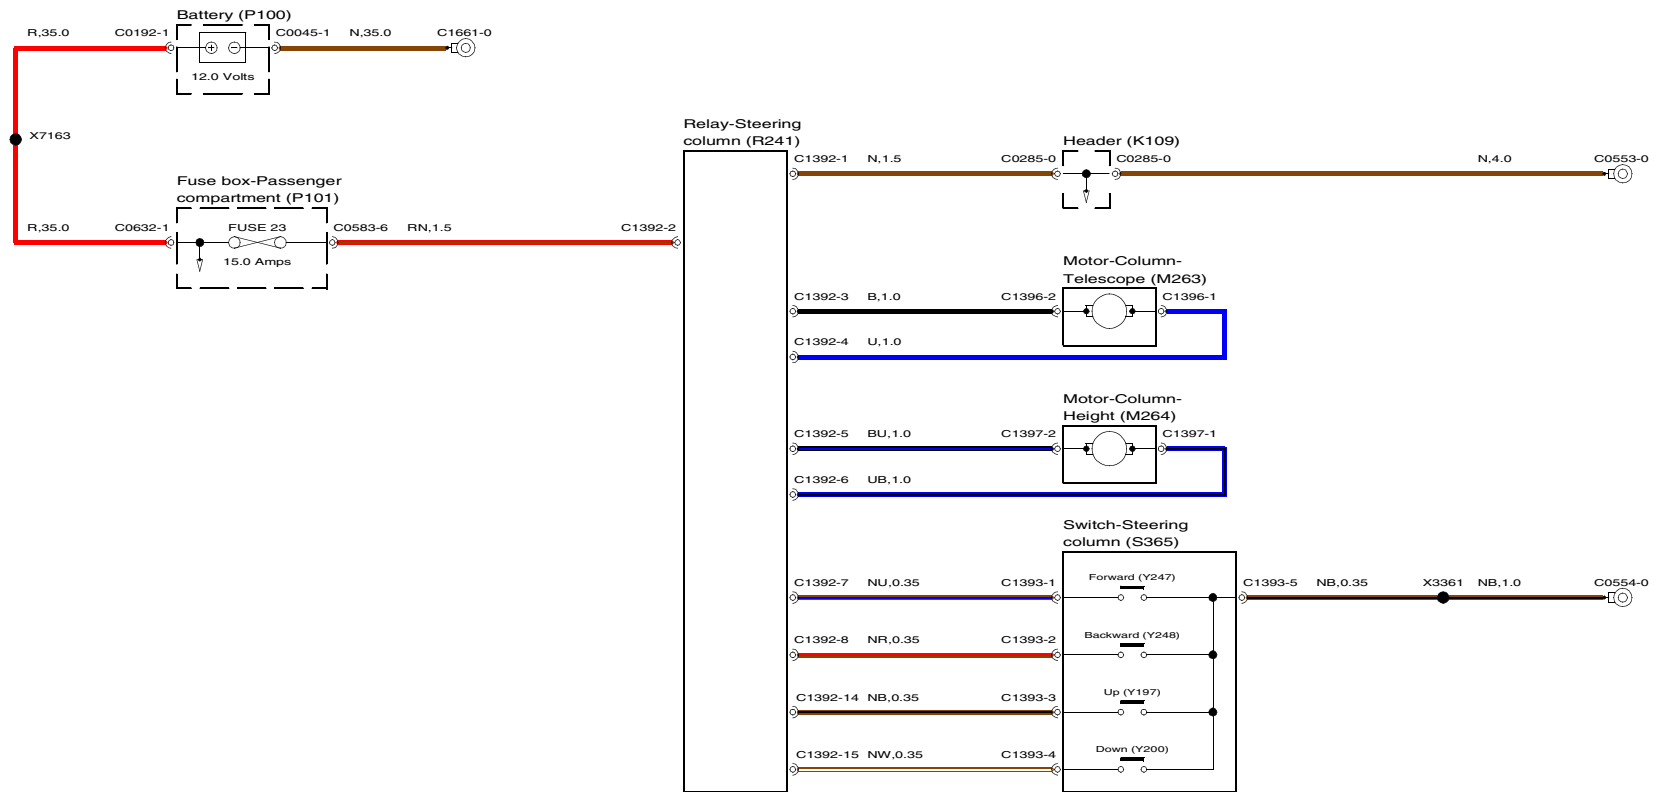 Battery (P100)
R,35.0 C0192-1 C0045-1 N,35.0 C1661-0
12.0 Volts
X7163
Relay-Steering
column (R241)
Header (K109)
C1392-1 N,1.5 C0285-0 C0285-0 N,4.0 C0553-0
Fuse box-Passenger
compartment (P101)
R,35.0 C0632-1 FUSE 23 C0583-6 RN,1.5 C1392-2
15.0 Amps
Motor-Column-
Telescope (M263)
C1392-3 B,1.0 C1396-2 C1396-1
C1392-4 U,1.0
Motor-Column-
Height (M264)
C1392-5 BU,1.0 C1397-2 C1397-1
C1392-6 UB,1.0
Switch-Steering
column (S365)
C1392-7 NU,0.35 C1393-1 Forward (Y247) C1393-5 NB,0.35 X3361 NB,1.0 C0554-0
C1392-8 NR,0.35 C1393-2 Backward (Y248)
C1392-14 NB,0.35 C1393-3 Up (Y197)
C1392-15 NW,0.35 C1393-4 Down (Y200)